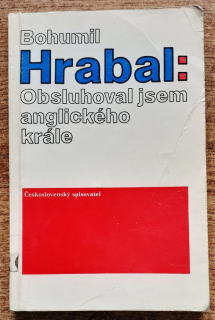 Bohumil
Hrabal:
Obsluhoval jsem
anglického
krále
Československý spisovatel